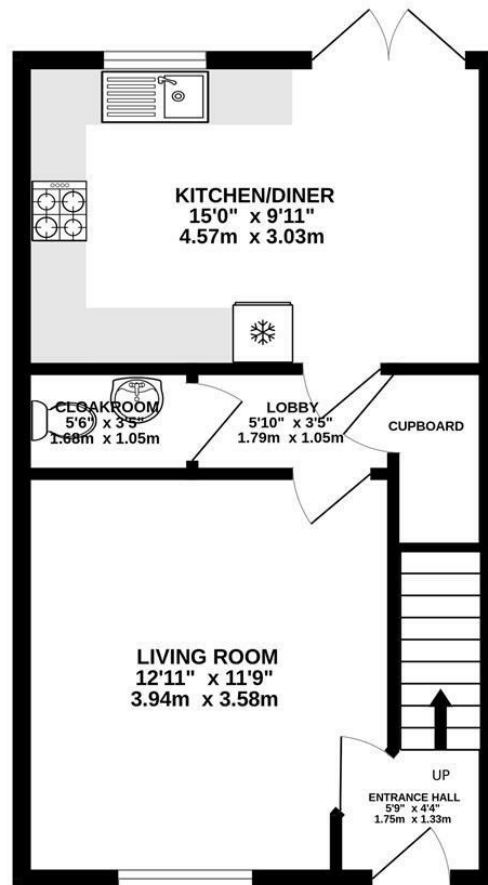 KITCHEN/DINER
15'0" x 9'11"
4.57m x 3.03m
CLOAKROOM
5'6" x 3'5"
1.68m x 1.05m
LOBBY
5'10" x 3'5"
1.79m x 1.05m
CUPBOARD
LIVING ROOM
12'11" x 11'9"
3.94m x 3.58m
UP
ENTRANCE HALL
5'9" x 4'4"
1.75m x 1.33m